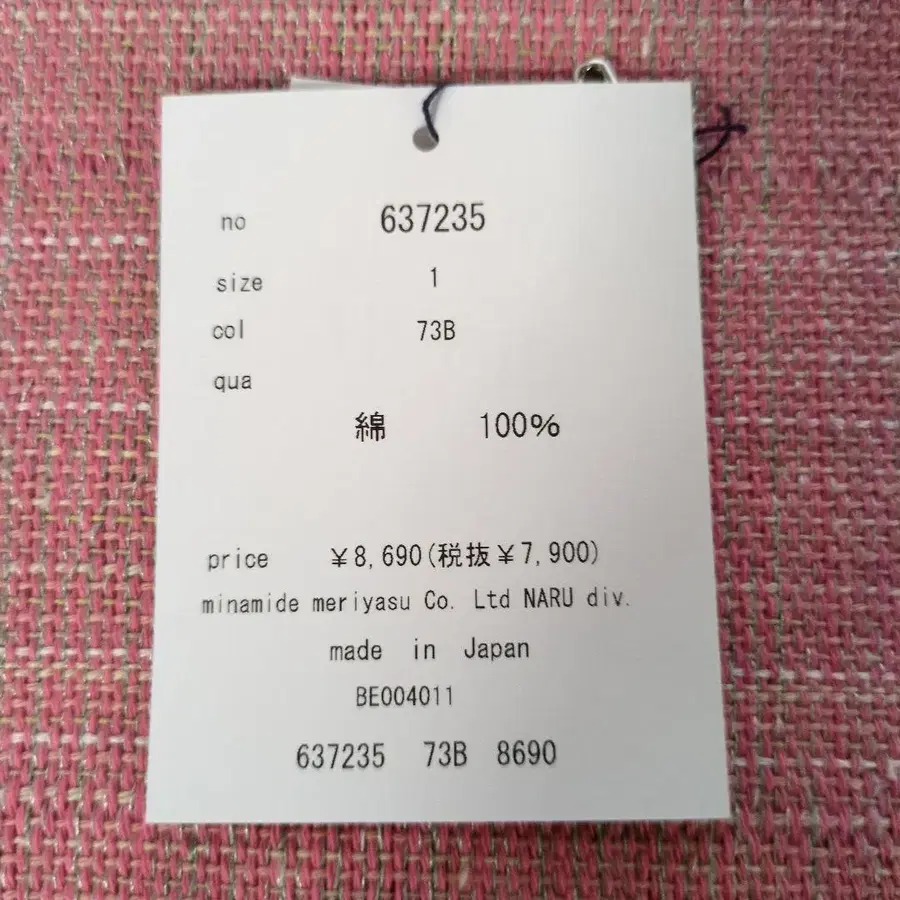 no 637235
size 1
col 73B
qua
綿 100%
price ¥8,690(税抜¥7,900)
minamide meriyasu Co. Ltd NARU div.
made in Japan
BE004011
637235 73B 8690